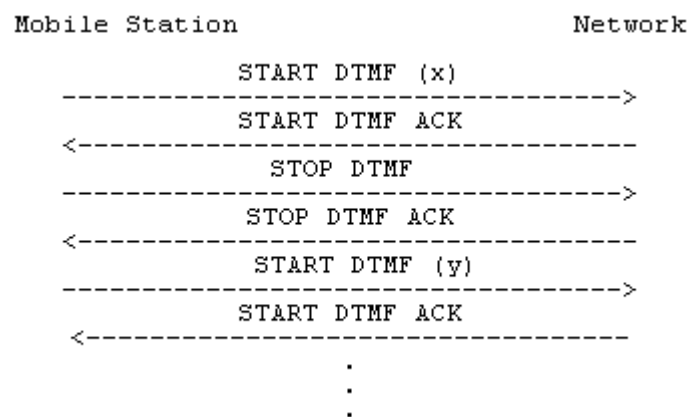 Mobile Station Network
START DTMF (x)
START DTMF ACK
STOP DTMF
STOP DTMF ACK
START DTMF (y)
START DTMF ACK
.
.
.